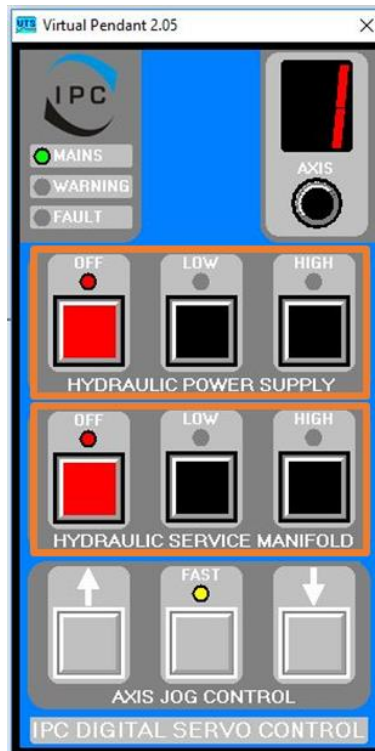 UTS Virtual Pendant 2.05
IPC
MAINS
WARNING
FAULT
1
AXIS
OFF LOW HIGH
HYDRAULIC POWER SUPPLY
OFF LOW HIGH
HYDRAULIC SERVICE MANIFOLD
FAST
AXIS JOG CONTROL
IPC DIGITAL SERVO CONTROL